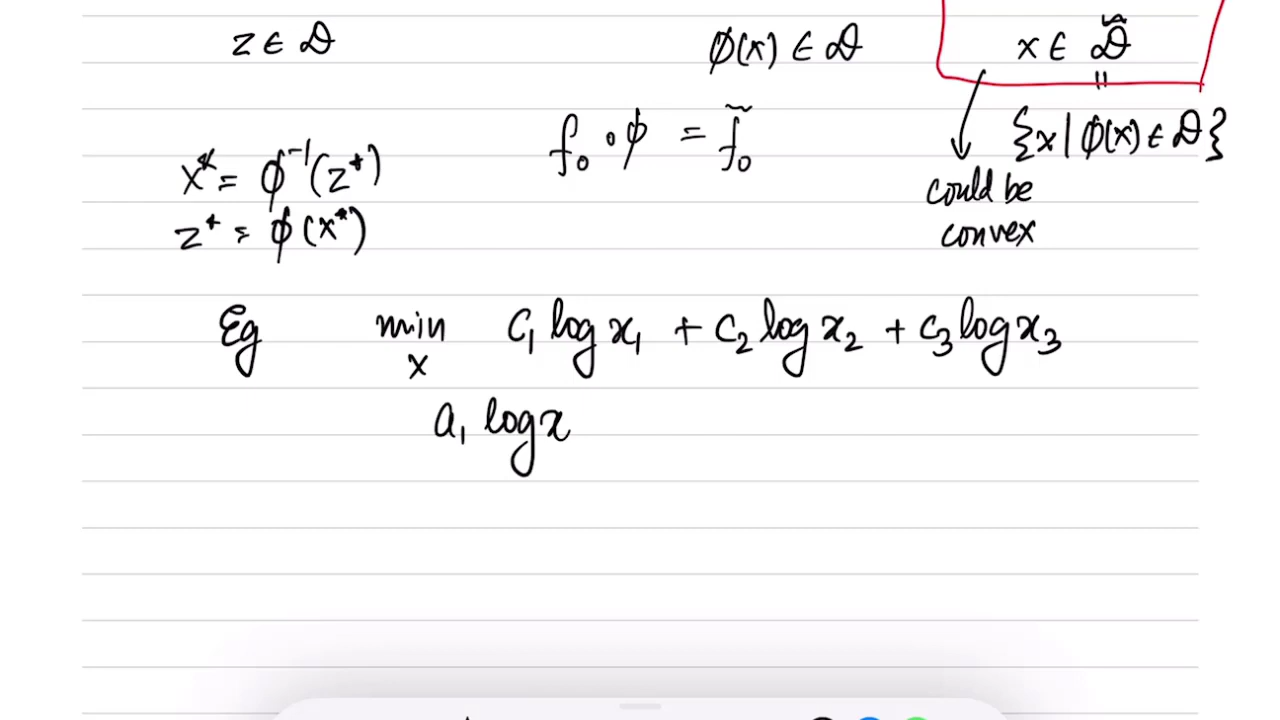 z ∈ 𝒟 ϕ(x) ∈ 𝒟 x ∈ 𝒟̃
=
f₀ ∘ ϕ = f̃₀ {x | ϕ(x) ∈ 𝒟}
x* = ϕ⁻¹(z*) could be
z* = ϕ(x*) convex
Eg min c₁ log x₁ + c₂ log x₂ + c₃ log x₃
x
a₁ log x